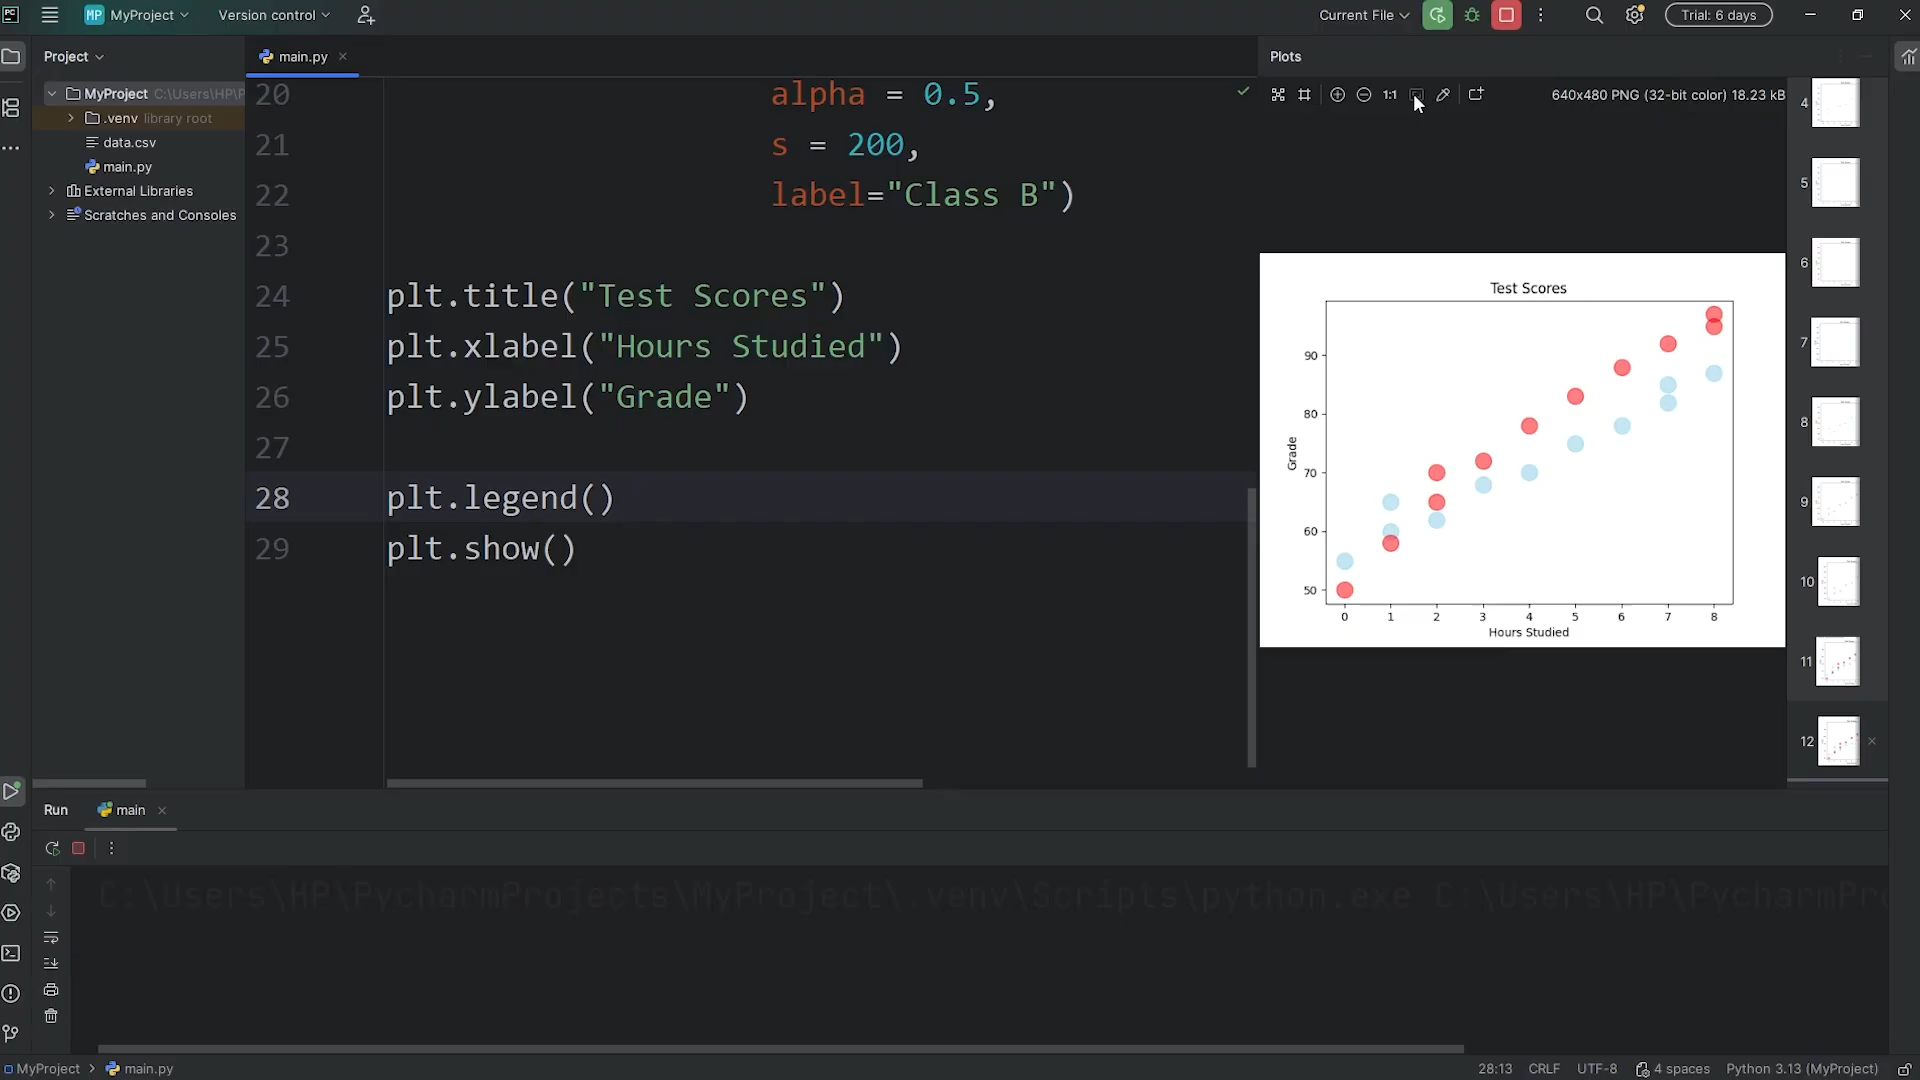 PC MP MyProject Version control Current File Trial: 6 days
Project main.py Plots
MyProject C:\Users\HP\P
.venv library root
data.csv
main.py
External Libraries
Scratches and Consoles
20 alpha = 0.5,
21 s = 200,
22 label="Class B")
23
24 plt.title("Test Scores")
25 plt.xlabel("Hours Studied")
26 plt.ylabel("Grade")
27
28 plt.legend()
29 plt.show()
1:1 640x480 PNG (32-bit color) 18.23 kB
Test Scores
Grade
90
80
70
60
50
0 1 2 3 4 5 6 7 8
Hours Studied
4
5
6
7
8
9
10
11
12
Run main
C:\Users\HP\PycharmProjects\MyProject\.venv\Scripts\python.exe C:\Users\HP\PycharmPro
MyProject main.py 28:13 CRLF UTF-8 4 spaces Python 3.13 (MyProject)